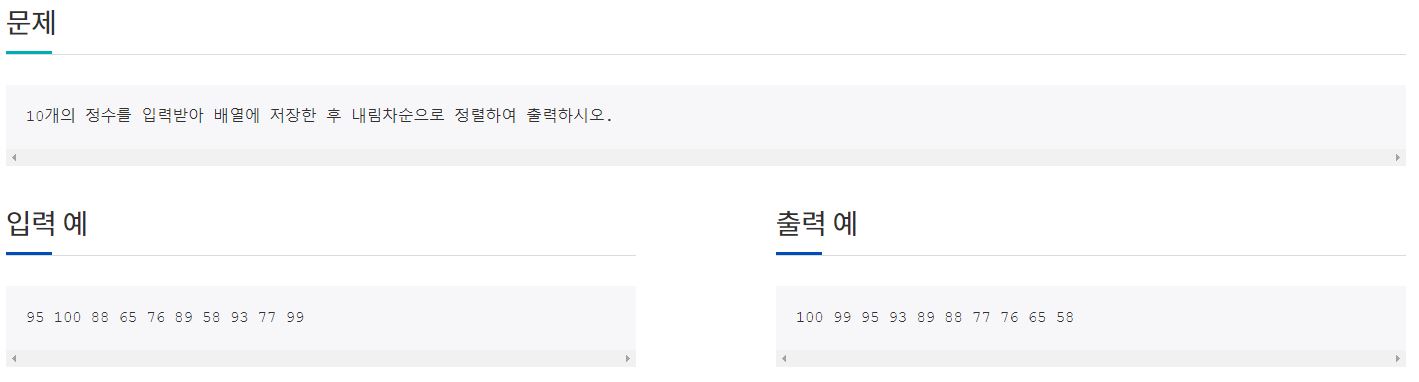 문제
10개의 정수를 입력받아 배열에 저장한 후 내림차순으로 정렬하여 출력하시오.
입력 예
95 100 88 65 76 89 58 93 77 99
출력 예
100 99 95 93 89 88 77 76 65 58